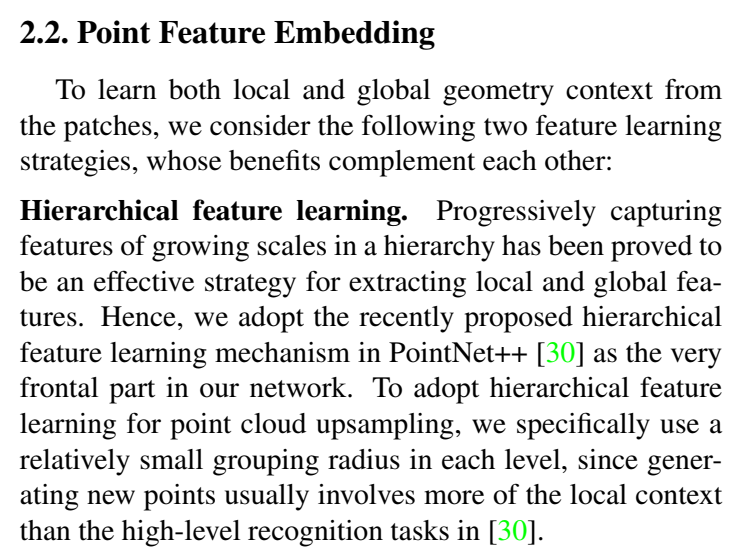 2.2. Point Feature Embedding
To learn both local and global geometry context from
the patches, we consider the following two feature learning
strategies, whose benefits complement each other:
Hierarchical feature learning. Progressively capturing
features of growing scales in a hierarchy has been proved to
be an effective strategy for extracting local and global fea-
tures. Hence, we adopt the recently proposed hierarchical
feature learning mechanism in PointNet++ [30] as the very
frontal part in our network. To adopt hierarchical feature
learning for point cloud upsampling, we specifically use a
relatively small grouping radius in each level, since gener-
ating new points usually involves more of the local context
than the high-level recognition tasks in [30].